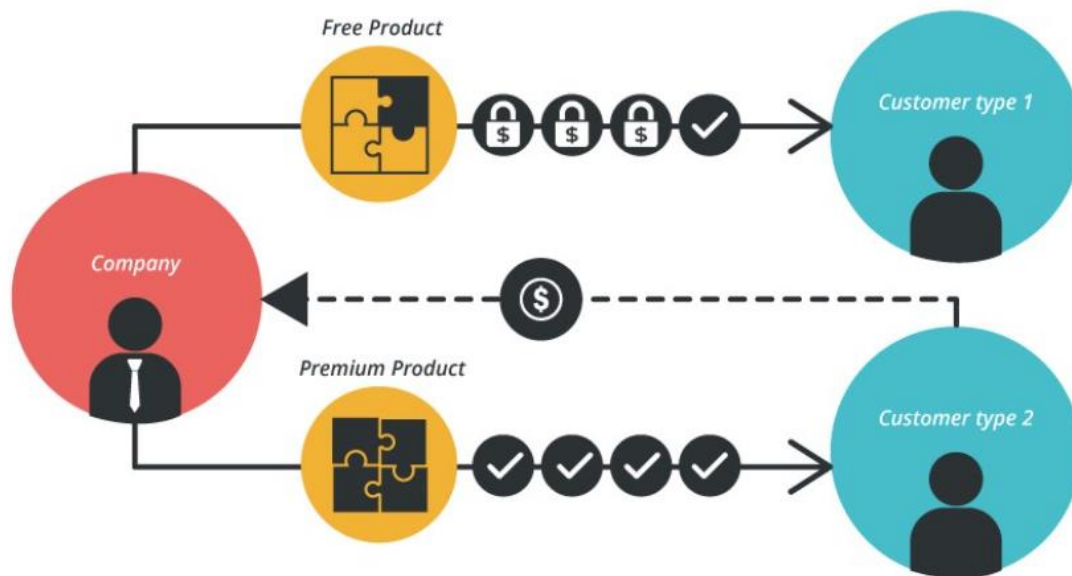 Free Product
Customer type 1
$ $ $
Company
$
Premium Product
Customer type 2